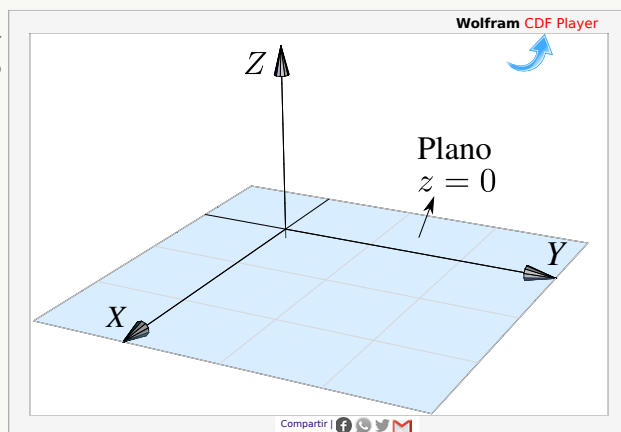 Wolfram CDF Player
Z
Plano
z = 0
Y
X
Compartir |